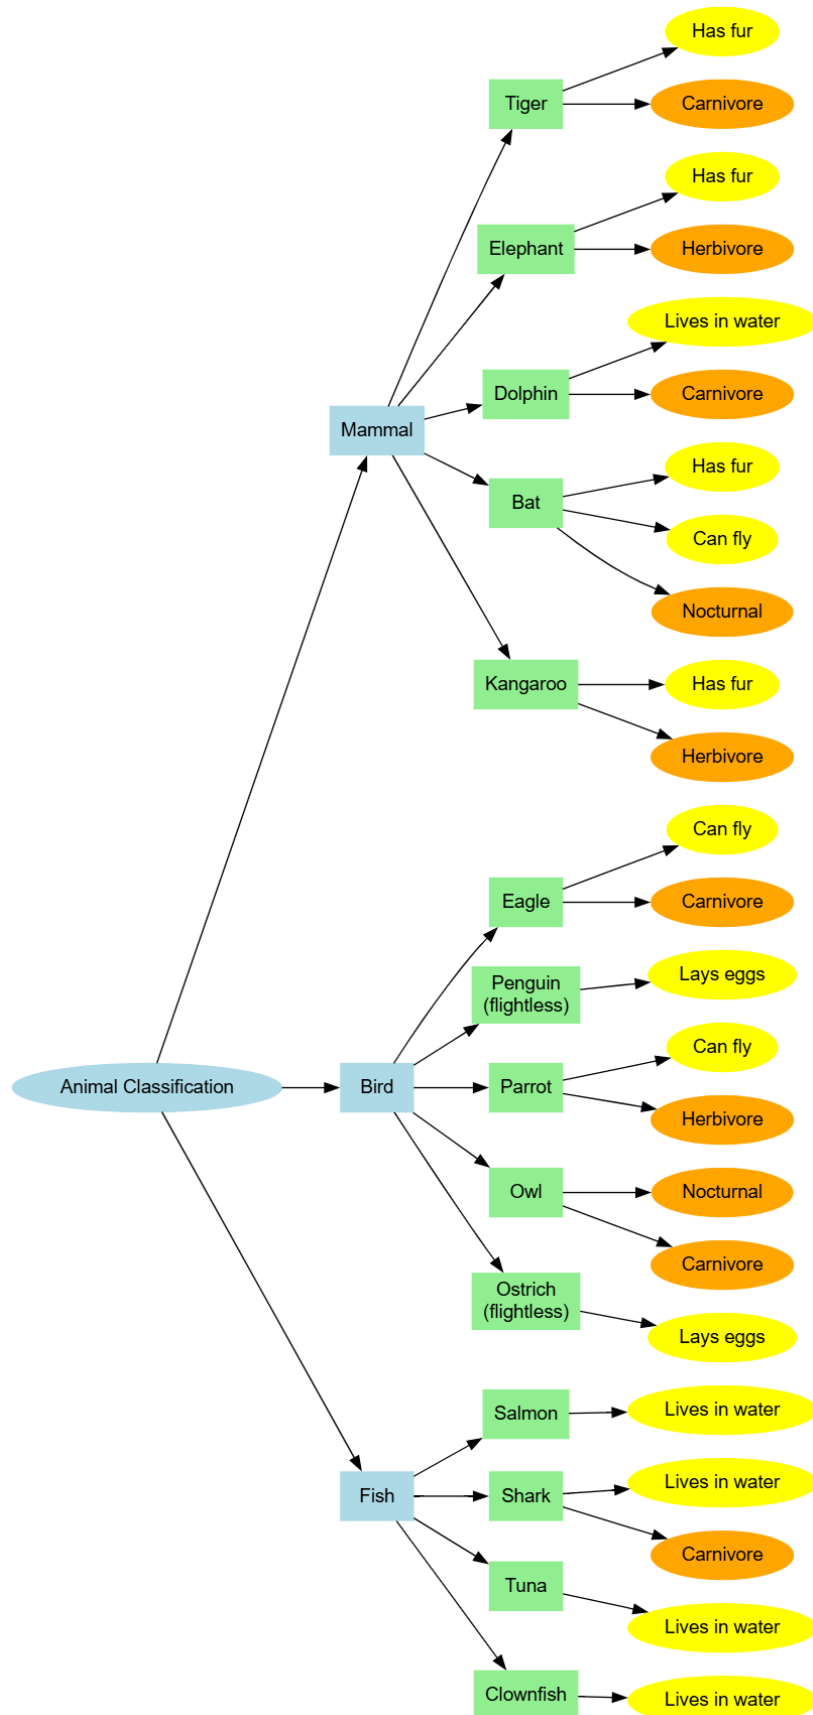 Has fur
Tiger
Carnivore
Has fur
Elephant
Herbivore
Lives in water
Dolphin
Carnivore
Mammal
Has fur
Bat
Can fly
Nocturnal
Kangaroo
Has fur
Herbivore
Can fly
Eagle
Carnivore
Penguin
(flightless)
Lays eggs
Can fly
Animal Classification
Bird
Parrot
Herbivore
Owl
Nocturnal
Carnivore
Ostrich
(flightless)
Lays eggs
Salmon
Lives in water
Lives in water
Fish
Shark
Carnivore
Tuna
Lives in water
Clownfish
Lives in water